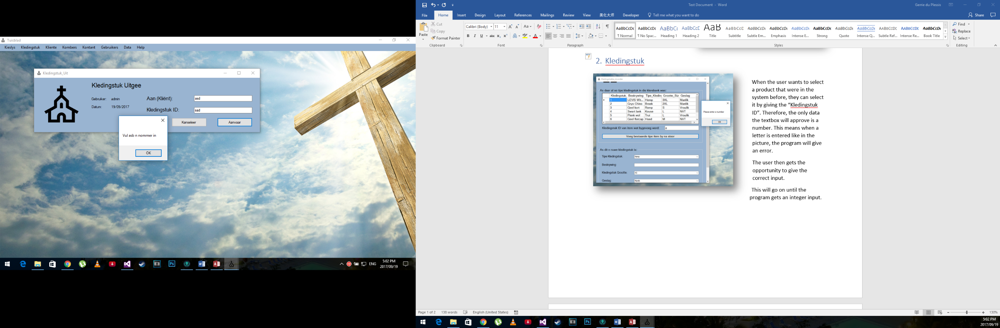 Tuisblad
Kieslys Kledingstuk Kliente Kombers Kontant Gebruikers Data Help
Kledingstuk_Uit
Kledingstuk Uitgee
Gebruiker: admin
Datum: 19/09/2017
Aan (Kliënt): asd
Kledingstuk ID: sad
Kanseleer Aanvaar
Vul asb n nommer in
OK
ENG
5:02 PM
2017/09/19
Test Document - Word
Gerrie du Plessis
File Home Insert Design Layout References Mailings Review View 美化大师 Developer Tell me what you want to do
Share
Paste
Cut
Copy
Format Painter
Clipboard
Calibri (Body) 11
Font
Paragraph
AaBbCcDc AaBbCcDc AaBbC( AaBbCcE AaB AaBbCcD AaBbCcDt AaBbCcDt AaBbCcDt AaBbCcDc AaBbCcDt AaBbCcDt AABBCCDC AABBCCDC AaBbCcDt
¶ Normal ¶ No Spac... Heading 1 Heading 2 Title Subtitle Subtle Em... Emphasis Intense E... Strong Quote Intense Q... Subtle Ref... Intense Re... Book Title
Styles
Find
Replace
Select
Editing
2. Kledingstuk
Kledingstukke_invorder
As daar al so tipe kledingstuk in die klerebank was:
Kledingstuk_ Beskrywing Tipe_Kleding Grootte_Siz Geslag
1 LEVIS Wit... Hemp 3XL Manlik
2 Grys Chino Broek 2XL Manlik
3 Geel kort Romp S Vroulik
4 Swart lank Kouse L NVT
5 Pienk wol Trui L Vroulik
6 Geel flatcap Hoed M NVT
Kledingstuk ID van item wat bygevoeg word: a
Voeg bestaande tipe item by na stoor
As dit n nuwe kledingstuk is:
Tipe Kledingstuk: Hemp
Beskrywing:
Kledingstuk Grootte: XS
Geslag: Manlik
Please enter a number
OK
When the user wants to select
a product that were in the
system before, they can select
it by giving the “Kledingstuk
ID”. Therefore, the only data
the textbox will approve is a
number. This means when a
letter is entered like in the
picture, the program will give
an error.
The user then gets the
opportunity to give the
correct input.
This will go on until the
program gets an integer input.
Page 1 of 2 138 words English (United States)
130%
5:02 PM
2017/09/19